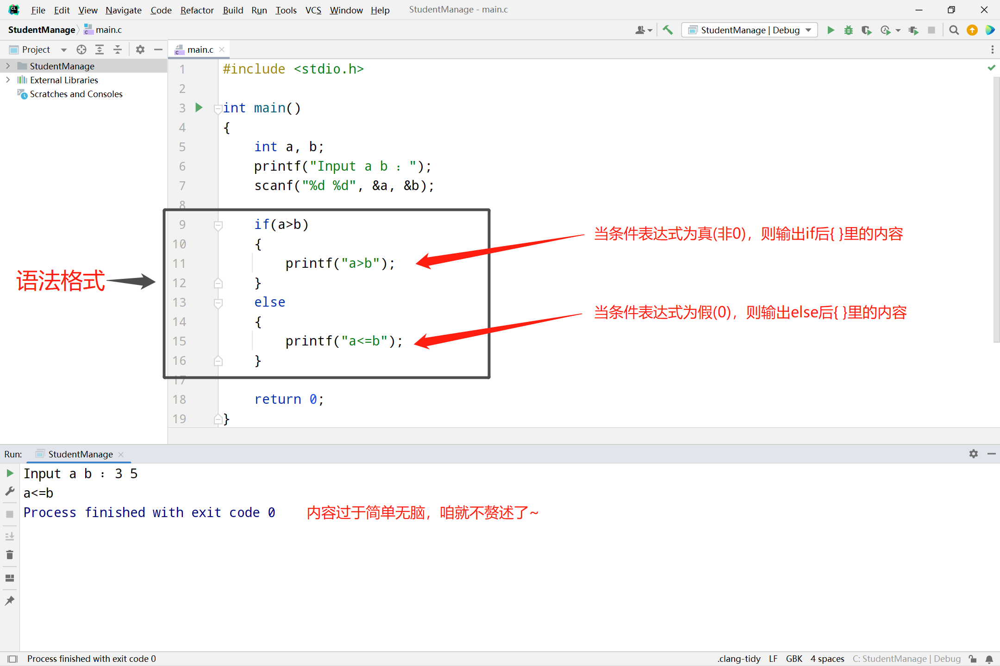 File Edit View Navigate Code Refactor Build Run Tools VCS Window Help StudentManage - main.c
StudentManage main.c StudentManage | Debug
Project main.c
StudentManage
External Libraries
Scratches and Consoles
1 #include <stdio.h>
2
3 int main()
4 {
5 int a, b;
6 printf("Input a b : ");
7 scanf("%d %d", &a, &b);
8
9 if(a>b)
10 {
11 printf("a>b");
12 }
13 else
14 {
15 printf("a<=b");
16 }
17
18 return 0;
19 }
语法格式
当条件表达式为真(非0)，则输出if后{ }里的内容
当条件表达式为假(0)，则输出else后{ }里的内容
Run: StudentManage
Input a b : 3 5
a<=b
Process finished with exit code 0
内容过于简单无脑，咱就不赘述了~
Process finished with exit code 0 .clang-tidy LF GBK 4 spaces C: StudentManage | Debug